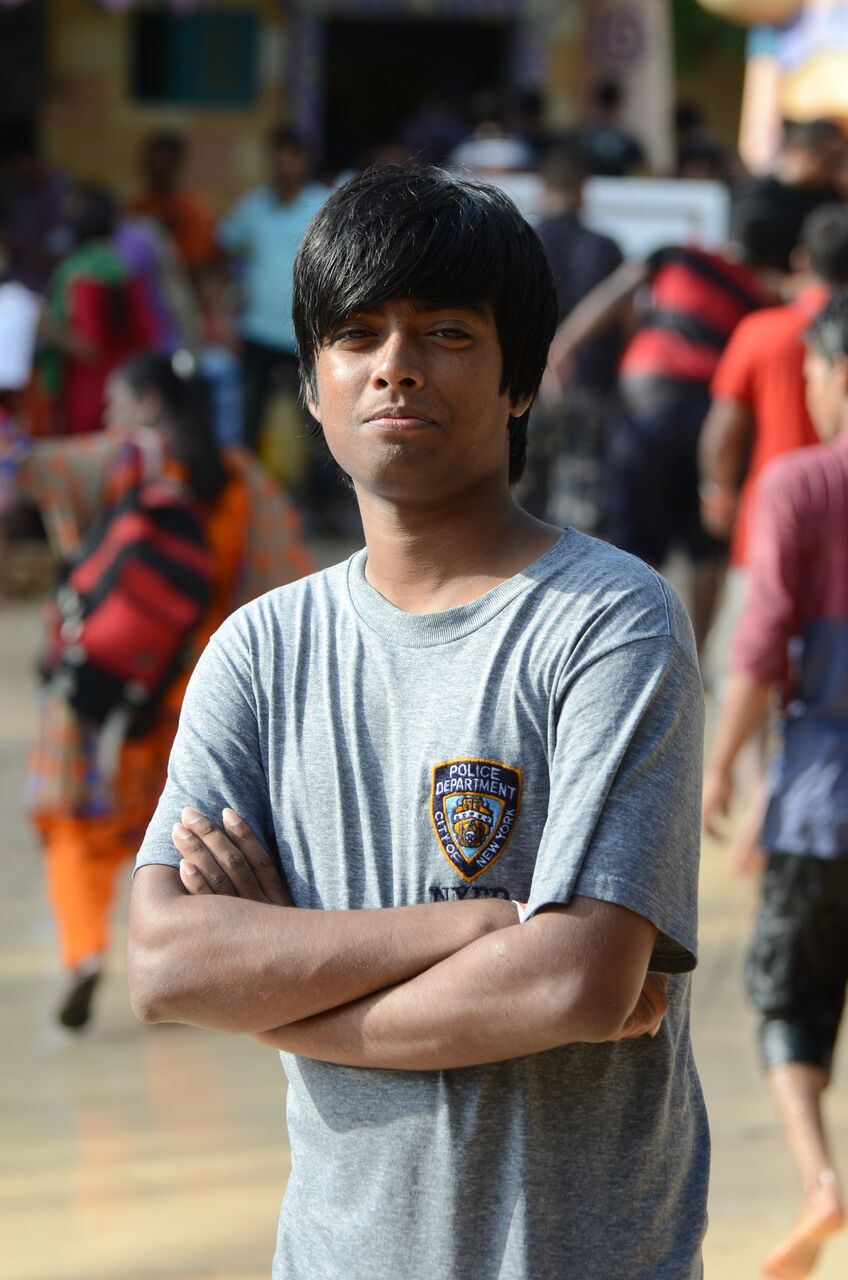 POLICE
DEPARTMENT
CITY OF
NEW YORK
NYPD